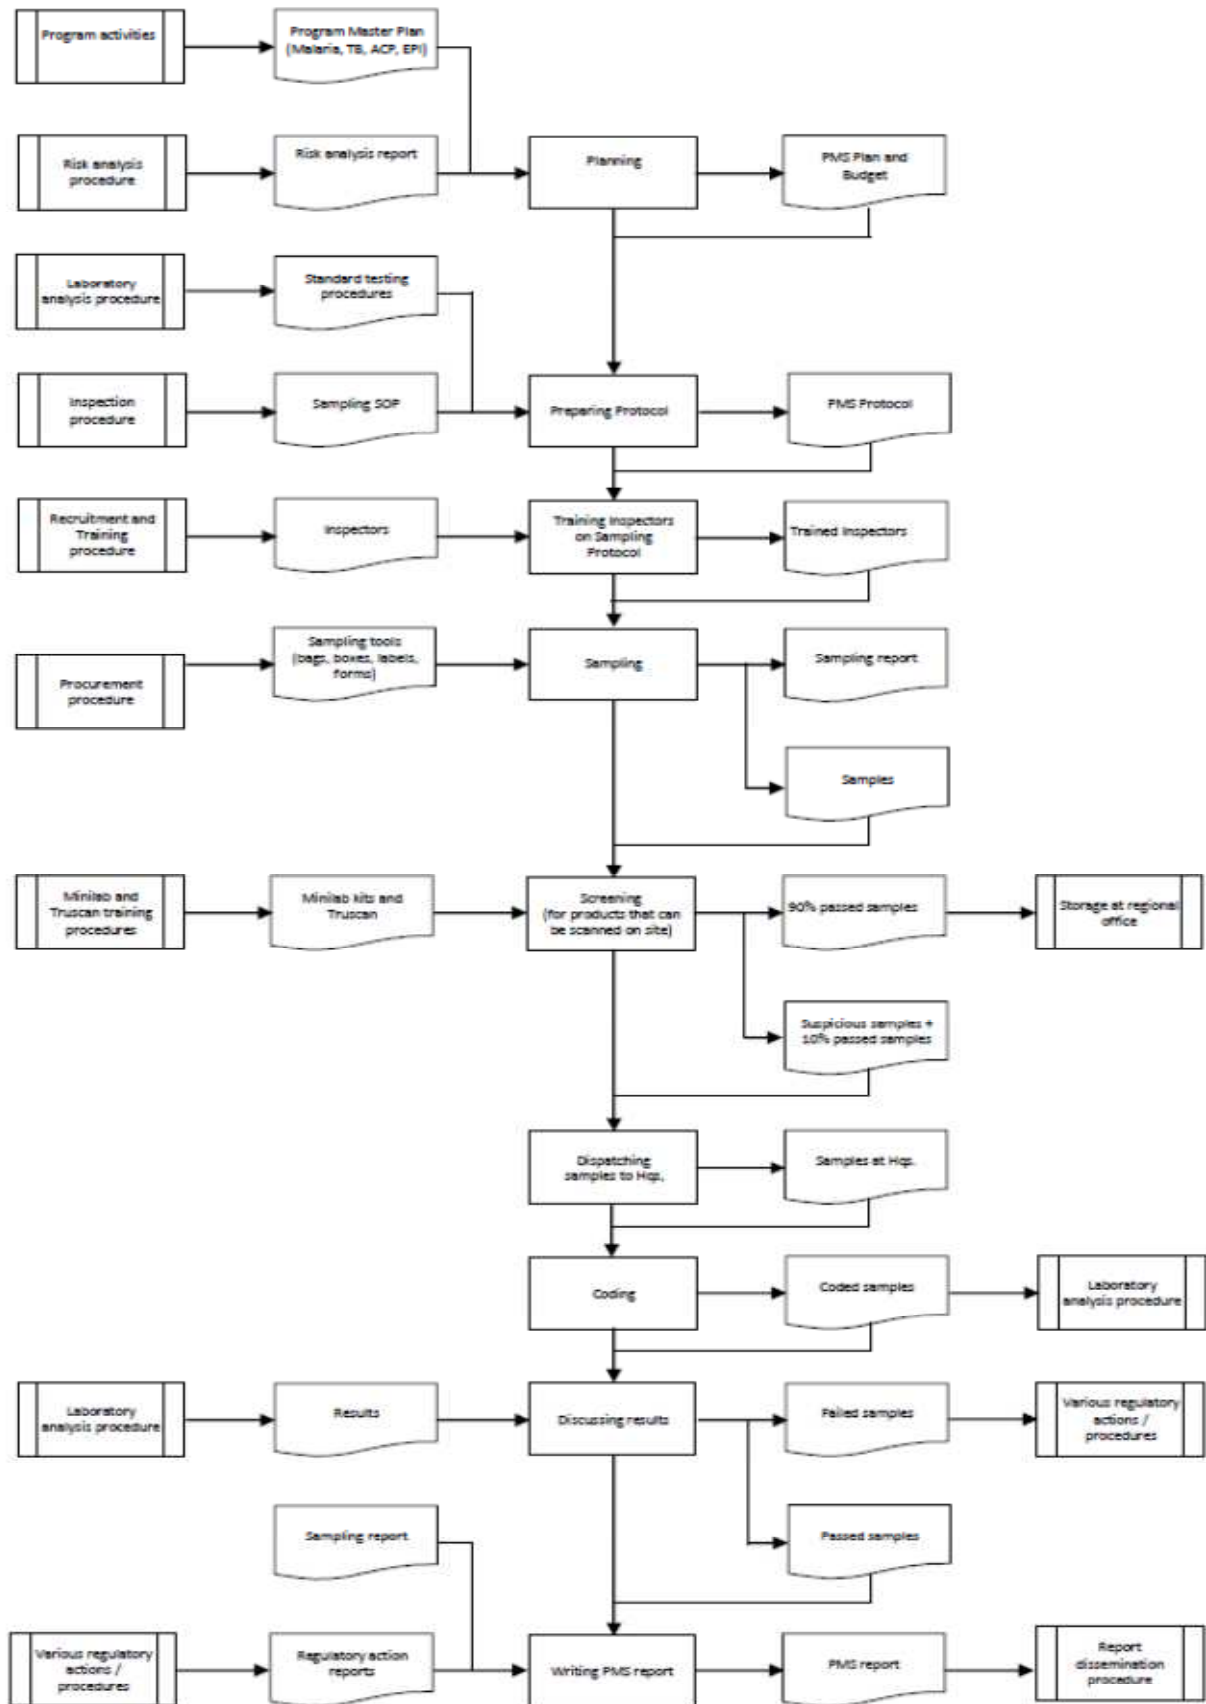 Program activities
Program Master Plan
(Malaria, TB, ACP, EPI)
Risk analysis
procedure
Risk analysis report
Planning
PMS Plan and
Budget
Laboratory
analysis procedure
Standard testing
procedures
Inspection
procedure
Sampling SOP
Preparing Protocol
PMS Protocol
Recruitment and
Training
procedure
Inspectors
Training Inspectors
on Sampling
Protocol
Trained Inspectors
Procurement
procedure
Sampling tools
(bags, boxes, labels,
forms)
Sampling
Sampling report
Samples
Minilab and
Truscan training
procedures
Minilab kits and
Truscan
Screening
(for products that can
be scanned on site)
90% passed samples
Storage at regional
office
Suspicious samples +
10% passed samples
Dispatching
samples to Hqs,
Samples at Hqs.
Coding
Coded samples
Laboratory
analysis procedure
Laboratory
analysis procedure
Results
Discussing results
Failed samples
Various regulatory
actions /
procedures
Sampling report
Passed samples
Various regulatory
actions /
procedures
Regulatory action
reports
Writing PMS report
PMS report
Report
dissemination
procedure